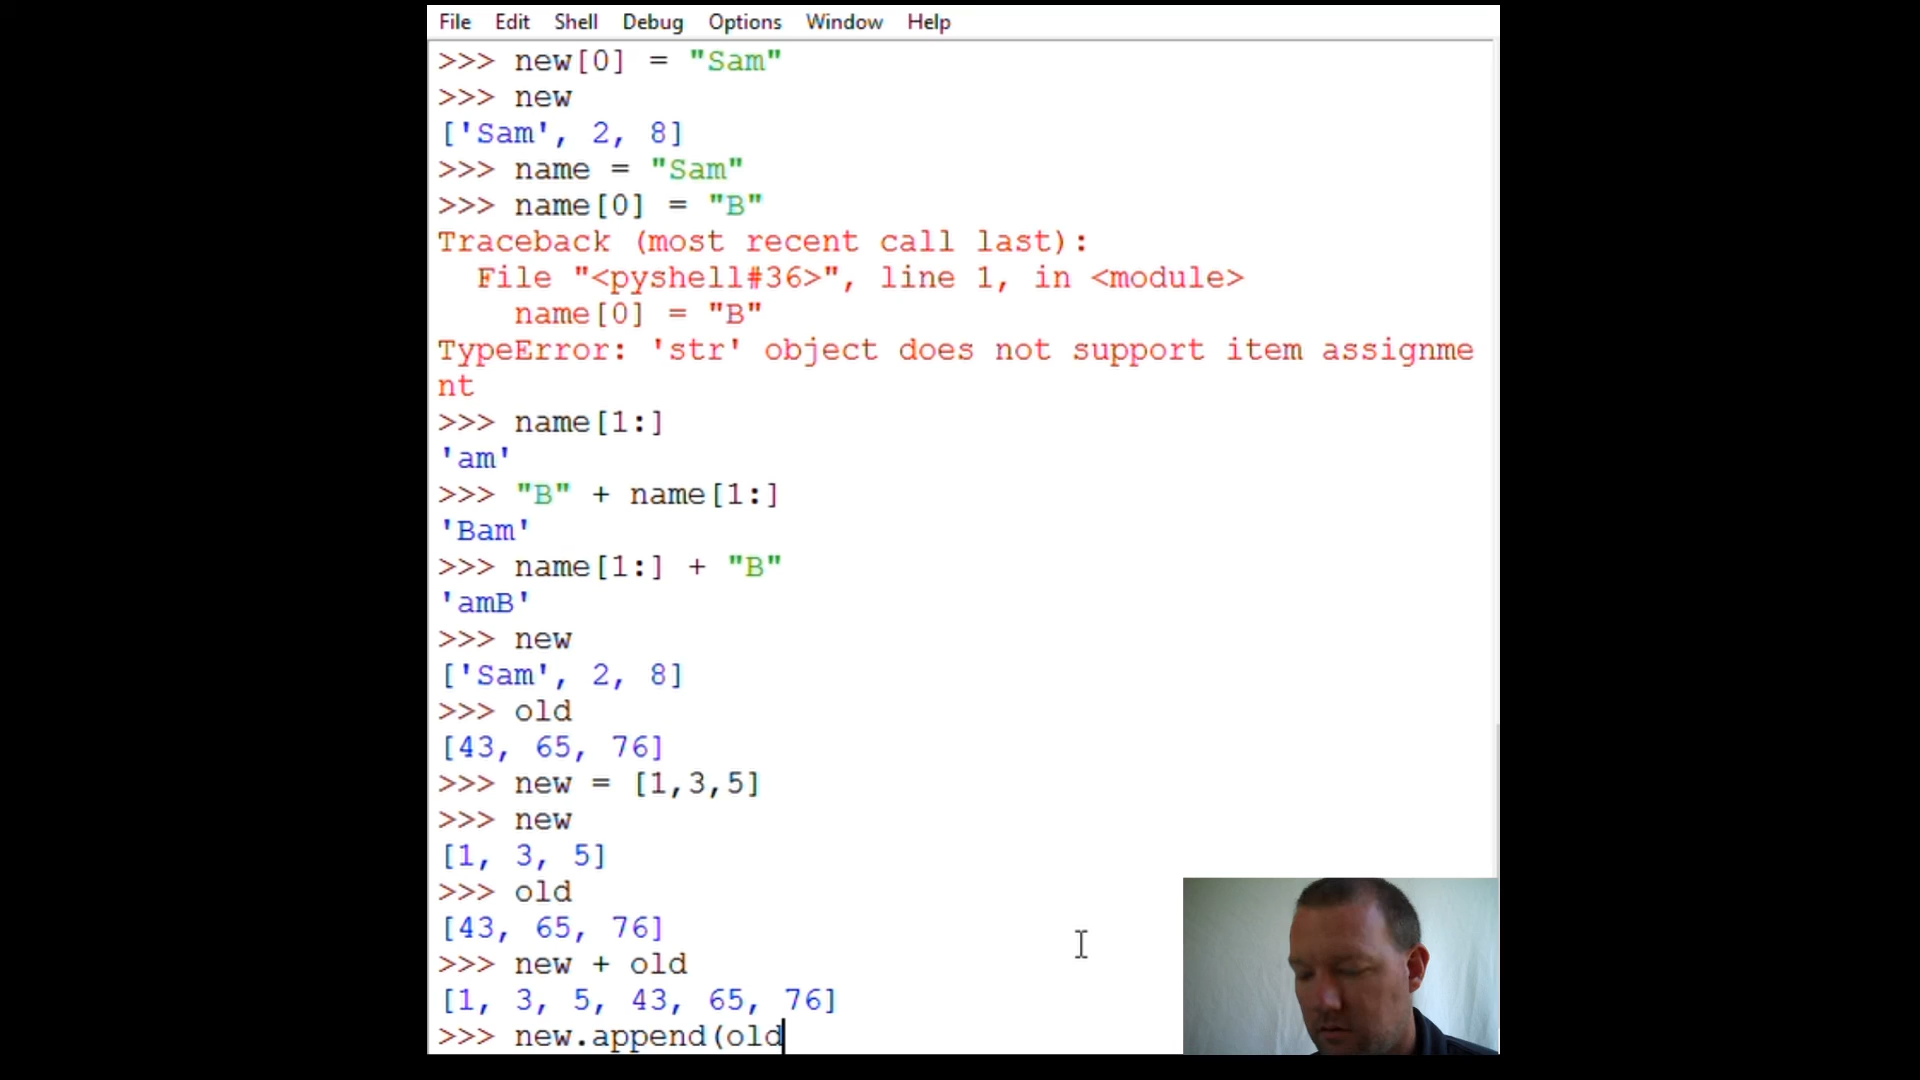 File Edit Shell Debug Options Window Help
>>> new[0] = "Sam"
>>> new
['Sam', 2, 8]
>>> name = "Sam"
>>> name[0] = "B"
Traceback (most recent call last):
  File "<pyshell#36>", line 1, in <module>
    name[0] = "B"
TypeError: 'str' object does not support item assignme
nt
>>> name[1:]
'am'
>>> "B" + name[1:]
'Bam'
>>> name[1:] + "B"
'amB'
>>> new
['Sam', 2, 8]
>>> old
[43, 65, 76]
>>> new = [1,3,5]
>>> new
[1, 3, 5]
>>> old
[43, 65, 76]
>>> new + old
[1, 3, 5, 43, 65, 76]
>>> new.append(old